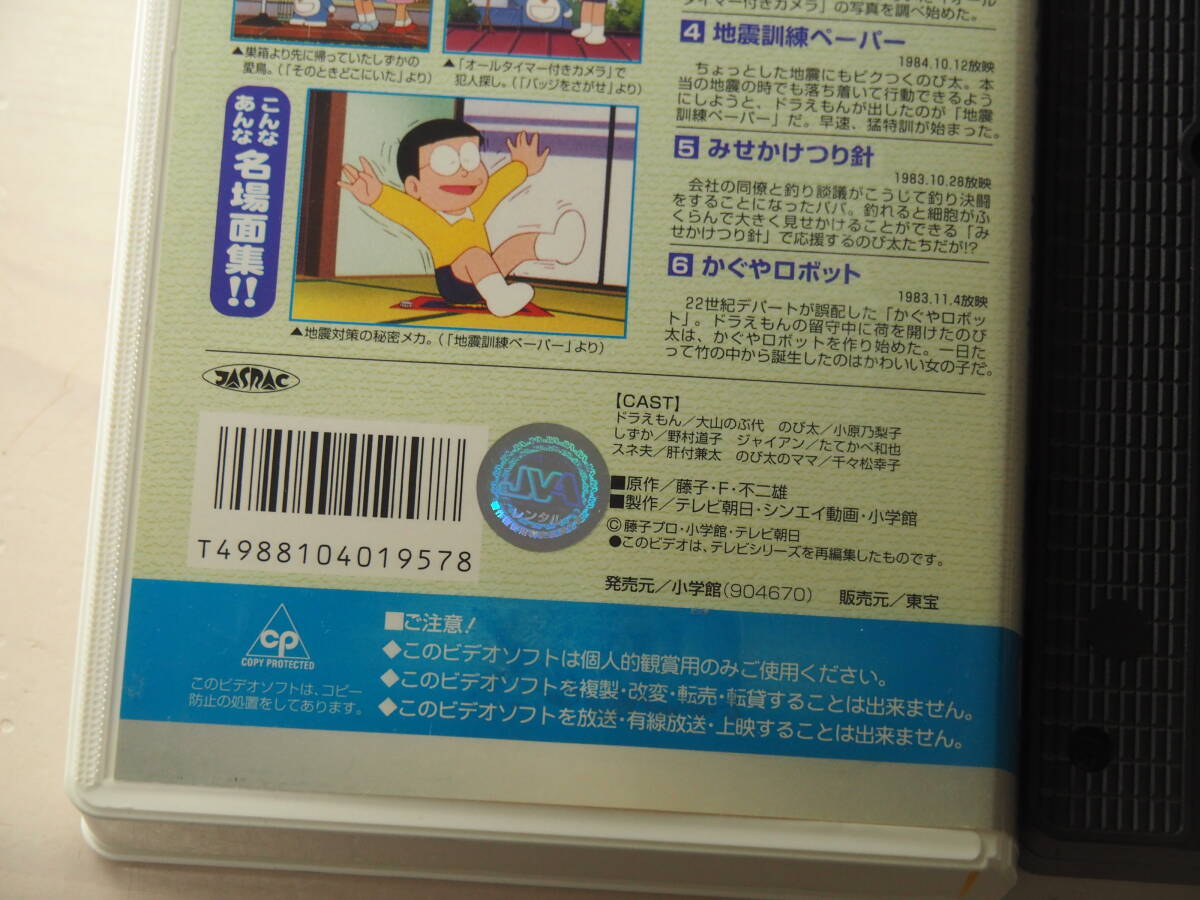 ▲巣箱より先に帰っていたしずかの
愛鳥。(「そのときどこにいた」より)
▲「オールタイマー付きカメラ」で
犯人探し。(「バッジをさがせ」より)
こんな
あんな
名場面集!!
▲地震対策の秘密メカ。(「地震訓練ペーパー」より)
タイマー付きカメラ」の写真を調べ始めた。
4 地震訓練ペーパー
1984.10.12放映
ちょっとした地震にもビクつくのび太。本
当の地震の時でも落ち着いて行動できるよう
にしようと、ドラえもんが出したのが「地震
訓練ペーパー」だ。早速、猛特訓が始まった。
5 みせかけつり針
1983.10.28放映
会社の同僚と釣り談議がこうじて釣り決闘
をすることになったパパ。釣れると細胞がふ
くらんで大きく見せかけることができる「み
せかけつり針」で応援するのび太たちだが!?
6 かぐやロボット
1983.11.4放映
22世紀デパートが誤配した「かぐやロボッ
ト」。ドラえもんの留守中に荷を開けたのび
太は、かぐやロボットを作り始めた。一日た
って竹の中から誕生したのはかわいい女の子だ。
JASRAC
T4988104019578
JVA
レンタル
【CAST】
ドラえもん/大山のぶ代 のび太/小原乃梨子
しずか/野村道子 ジャイアン/たてかべ和也
スネ夫/肝付兼太 のび太のママ/千々松幸子
■原作/藤子・F・不二雄
■製作/テレビ朝日・シンエイ動画・小学館
©藤子プロ・小学館・テレビ朝日
●このビデオは、テレビシリーズを再編集したものです。
発売元/小学館(904670) 販売元/東宝
CP
COPY PROTECTED
このビデオソフトは、コピー
防止の処置をしてあります。
■ご注意!
◆このビデオソフトは個人的観賞用のみご使用ください。
◆このビデオソフトを複製・改変・転売・転貸することは出来ません。
◆このビデオソフトを放送・有線放送・上映することは出来ません。